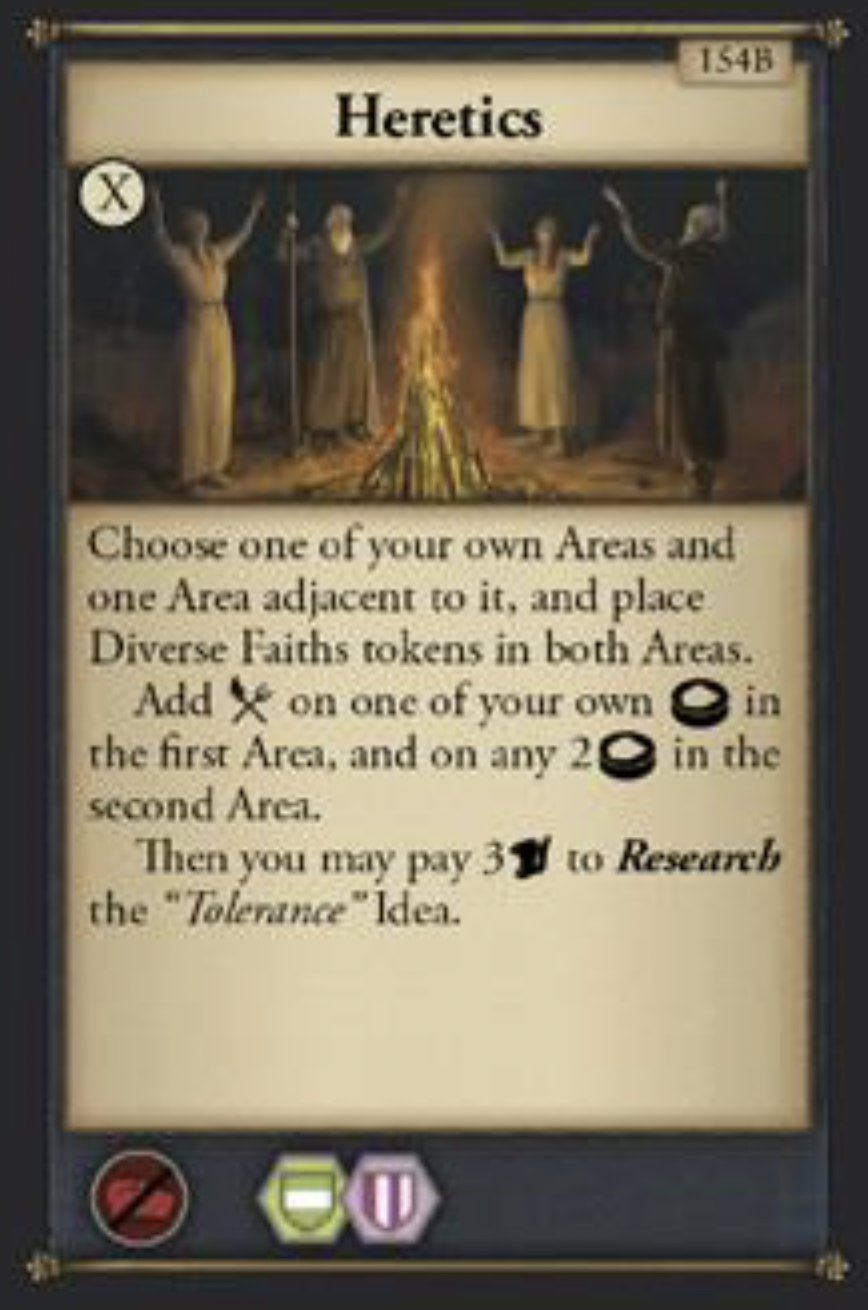 154B
Heretics
X
Choose one of your own Areas and
one Area adjacent to it, and place
Diverse Faiths tokens in both Areas.
Add on one of your own in
the first Area, and on any 2 in the
second Area.
Then you may pay 3 to Research
the "Tolerance" Idea.